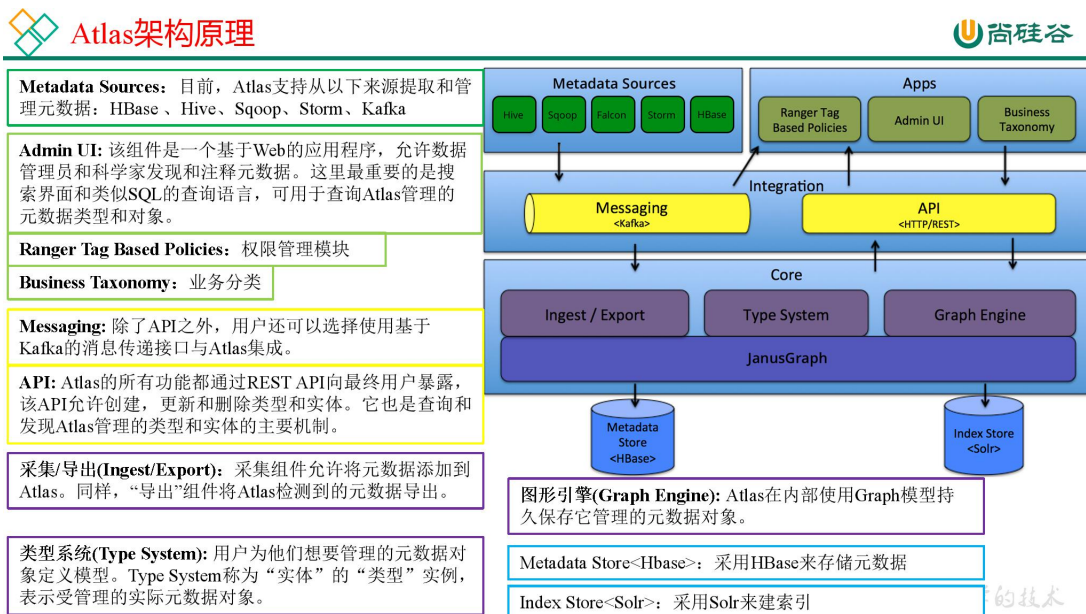 Atlas架构原理
尚硅谷
Metadata Sources：目前，Atlas支持从以下来源提取和管
理元数据：HBase 、Hive、Sqoop、Storm、Kafka
Admin UI：该组件是一个基于Web的应用程序，允许数据
管理员和科学家发现和注释元数据。这里最重要的是搜
索界面和类似SQL的查询语言，可用于查询Atlas管理的
元数据类型和对象。
Ranger Tag Based Policies：权限管理模块
Business Taxonomy：业务分类
Messaging: 除了API之外，用户还可以选择使用基于
Kafka的消息传递接口与Atlas集成。
API: Atlas的所有功能都通过REST API向最终用户暴露，
该API允许创建，更新和删除类型和实体。它也是查询和
发现Atlas管理的类型和实体的主要机制。
采集/导出(Ingest/Export)：采集组件允许将元数据添加到
Atlas。同样，“导出”组件将Atlas检测到的元数据导出。
类型系统(Type System): 用户为他们想要管理的元数据对
象定义模型。Type System称为“实体”的“类型”实例，
表示受管理的实际元数据对象。
Metadata Sources
Hive
Sqoop
Falcon
Storm
HBase
Apps
Ranger Tag
Based Policies
Admin UI
Business
Taxonomy
Integration
Messaging
<Kafka>
API
<HTTP/REST>
Core
Ingest / Export
Type System
Graph Engine
JanusGraph
Metadata
Store
<HBase>
Index Store
<Solr>
图形引擎(Graph Engine): Atlas在内部使用Graph模型持
久保存它管理的元数据对象。
Metadata Store<Hbase>：采用HBase来存储元数据
Index Store<Solr>：采用Solr来建索引
的技术